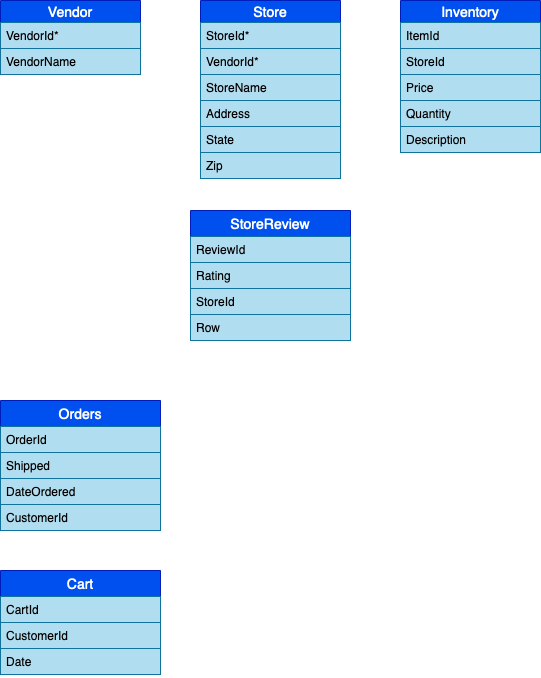 Vendor
VendorId*
VendorName
Store
StoreId*
VendorId*
StoreName
Address
State
Zip
Inventory
ItemId
StoreId
Price
Quantity
Description
StoreReview
ReviewId
Rating
StoreId
Row
Orders
OrderId
Shipped
DateOrdered
CustomerId
Cart
CartId
CustomerId
Date